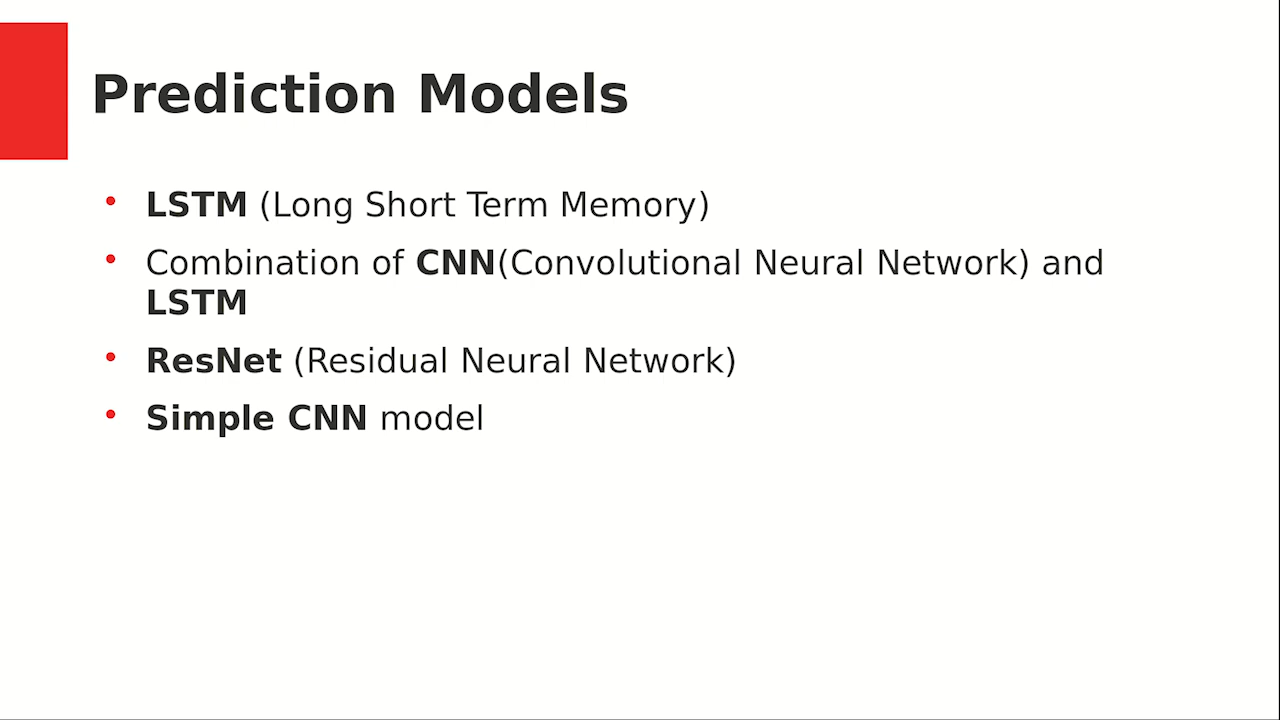 Prediction Models
• LSTM (Long Short Term Memory)
• Combination of CNN(Convolutional Neural Network) and
LSTM
• ResNet (Residual Neural Network)
• Simple CNN model